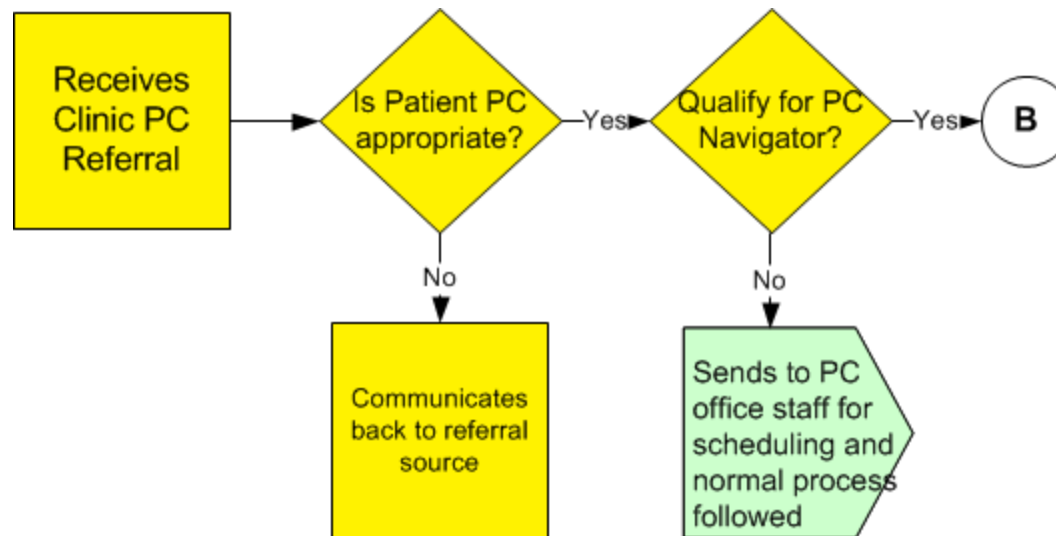 Receives
Clinic PC
Referral
Is Patient PC
appropriate?
Yes
Qualify for PC
Navigator?
Yes
B
No
No
Communicates
back to referral
source
Sends to PC
office staff for
scheduling and
normal process
followed